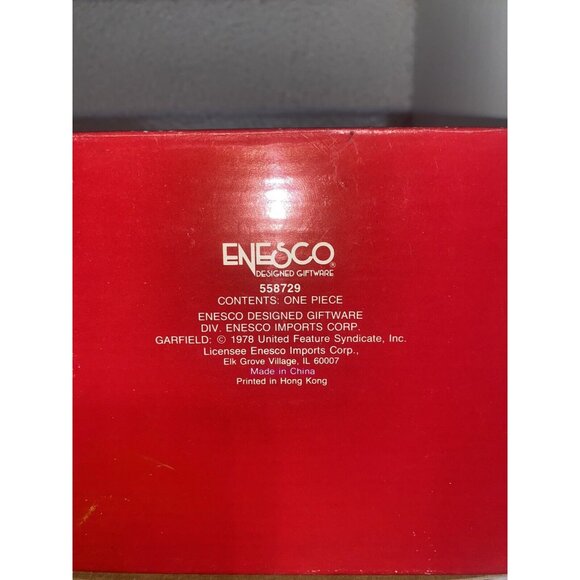 ENESCO®
DESIGNED GIFTWARE
558729
CONTENTS: ONE PIECE
ENESCO DESIGNED GIFTWARE
DIV. ENESCO IMPORTS CORP.
GARFIELD: © 1978 United Feature Syndicate, Inc.
Licensee Enesco Imports Corp.,
Elk Grove Village, IL 60007
Made in China
Printed in Hong Kong